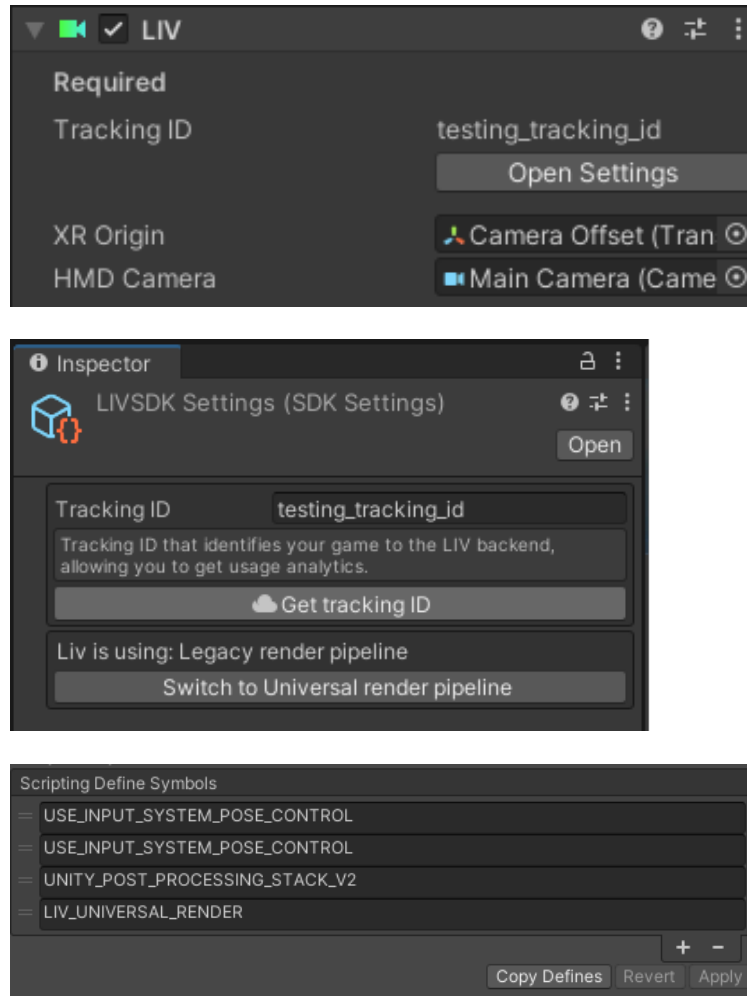 LIV
Required
Tracking ID testing_tracking_id
Open Settings
XR Origin Camera Offset (Tran
HMD Camera Main Camera (Came
Inspector
LIVSDK Settings (SDK Settings)
Open
Tracking ID testing_tracking_id
Tracking ID that identifies your game to the LIV backend,
allowing you to get usage analytics.
Get tracking ID
Liv is using: Legacy render pipeline
Switch to Universal render pipeline
Scripting Define Symbols
USE_INPUT_SYSTEM_POSE_CONTROL
USE_INPUT_SYSTEM_POSE_CONTROL
UNITY_POST_PROCESSING_STACK_V2
LIV_UNIVERSAL_RENDER
Copy Defines Revert Apply